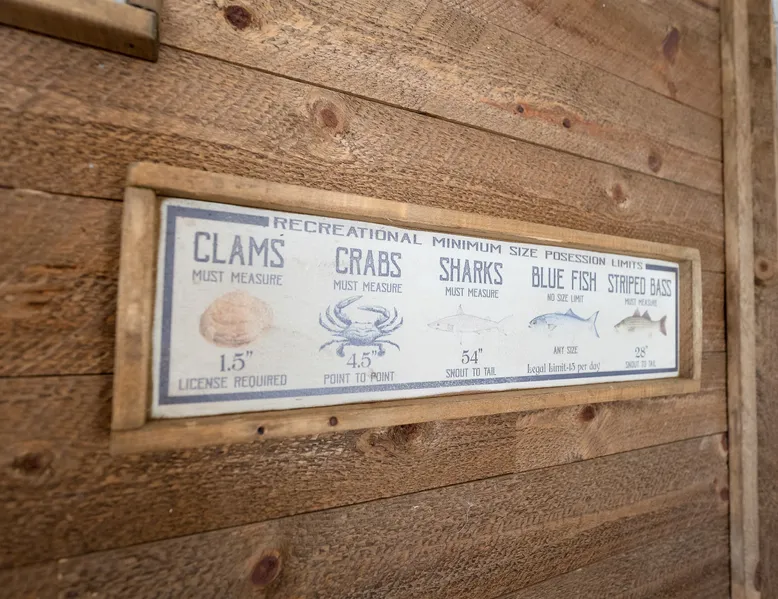 RECREATIONAL MINIMUM SIZE POSESSION LIMITS
CLAMS
MUST MEASURE
1.5"
LICENSE REQUIRED
CRABS
MUST MEASURE
4.5"
POINT TO POINT
SHARKS
MUST MEASURE
54"
SNOUT TO TAIL
BLUE FISH
NO SIZE LIMIT
ANY SIZE
Legal Limit-15 per day!
STRIPED BASS
MUST MEASURE
28"
SNOUT TO TAIL